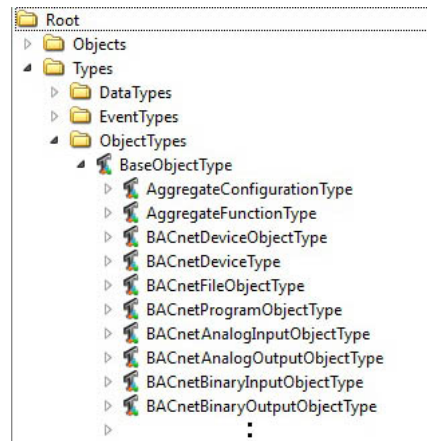 Root
Objects
Types
DataTypes
EventTypes
ObjectTypes
BaseObjectType
AggregateConfigurationType
AggregateFunctionType
BACnetDeviceObjectType
BACnetDeviceType
BACnetFileObjectType
BACnetProgramObjectType
BACnetAnalogInputObjectType
BACnetAnalogOutputObjectType
BACnetBinaryInputObjectType
BACnetBinaryOutputObjectType